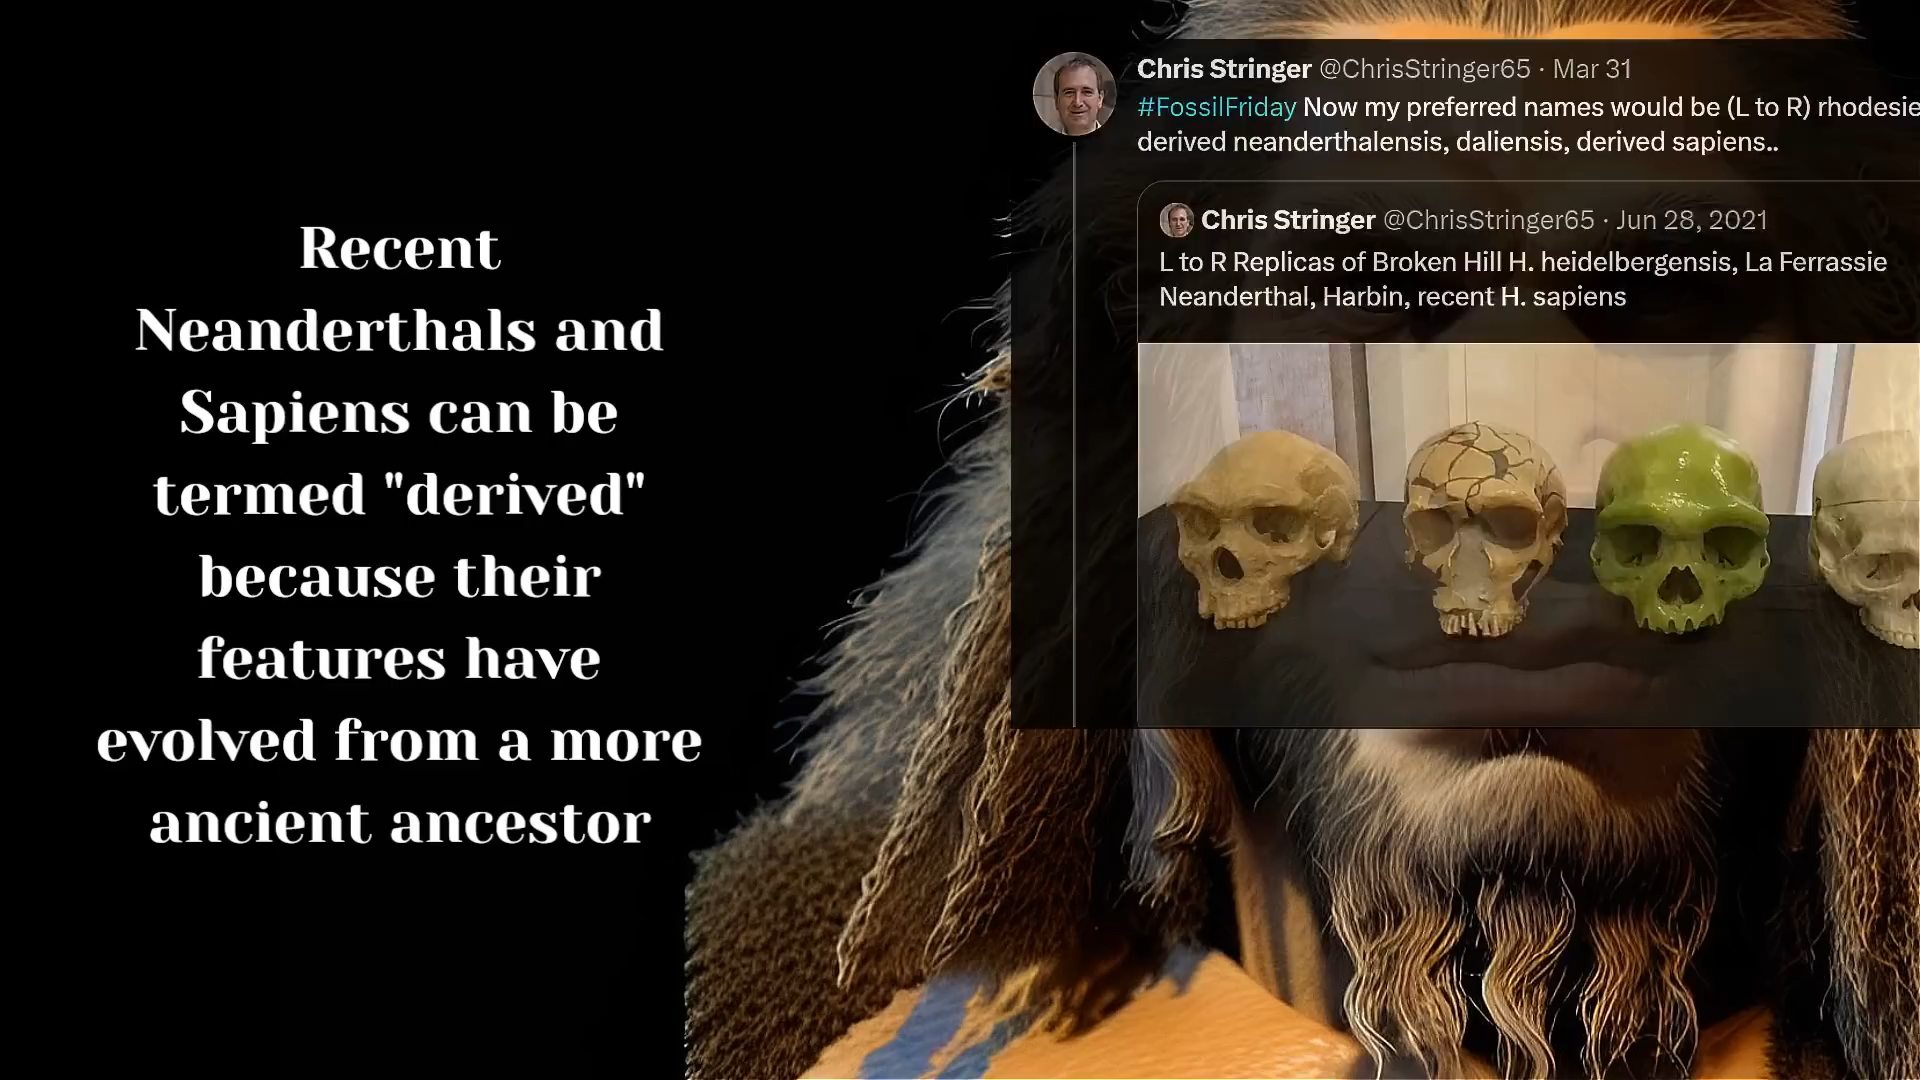 Recent
Neanderthals and
Sapiens can be
termed "derived"
because their
features have
evolved from a more
ancient ancestor
Chris Stringer @ChrisStringer65 · Mar 31
#FossilFriday Now my preferred names would be (L to R)
derived neanderthalensis, daliensis, derived sapiens..
Chris Stringer @ChrisStringer65 · Jun 28, 2021
L to R Replicas of Broken Hill H. heidelbergensis, La Ferrassie
Neanderthal, Harbin, recent H. sapiens